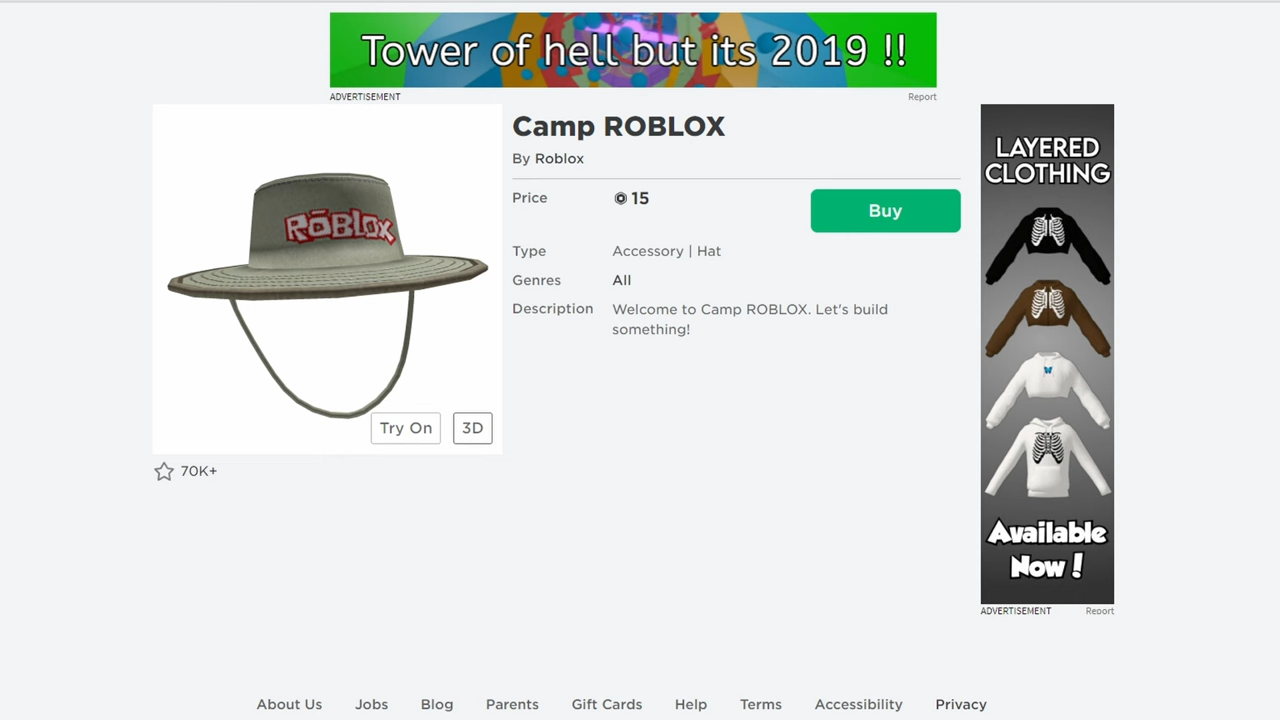 Tower of hell but its 2019 !!
ADVERTISEMENT
Report
Camp ROBLOX
By Roblox
Price
15
Buy
Type
Accessory | Hat
Genres
All
Description
Welcome to Camp ROBLOX. Let's build
something!
RŌBLOX
Try On
3D
70K+
LAYERED
CLOTHING
Available
Now!
ADVERTISEMENT
Report
About Us
Jobs
Blog
Parents
Gift Cards
Help
Terms
Accessibility
Privacy